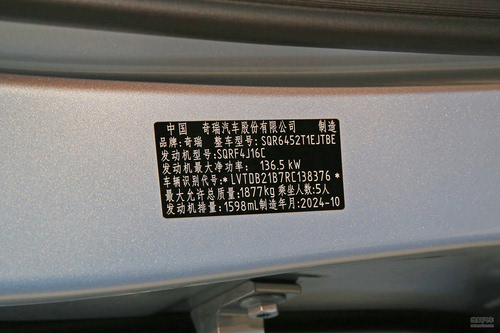 中国 奇瑞汽车股份有限公司 制造
品牌:奇瑞 整车型号:SQR6452T1EJTBE
发动机型号:SQRF4J16C
发动机最大净功率: 136.5 kW
车辆识别代号:*LVTDB21B7RC138376*
最大允许总质量:1877kg 乘坐人数:5人
发动机排量:1598mL制造年月:2024-10